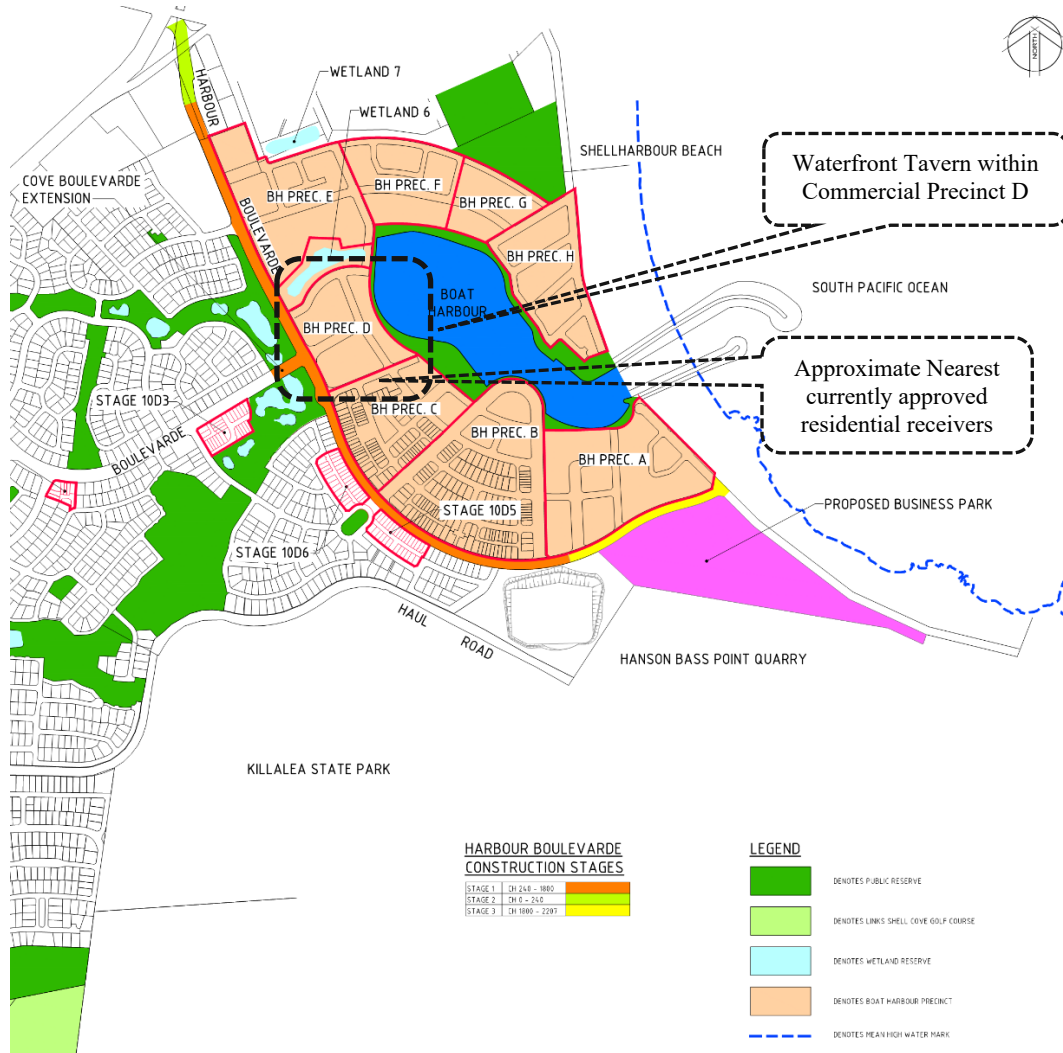 NORTH
WETLAND 7
HARBOUR
WETLAND 6
SHELLHARBOUR BEACH
Waterfront Tavern within
Commercial Precinct D
COVE BOULEVARDE
EXTENSION
BOULEVARDE
BH PREC. E
BH PREC. F
BH PREC. G
BH PREC. H
BOAT
HARBOUR
SOUTH PACIFIC OCEAN
BH PREC. D
Approximate Nearest
currently approved
residential receivers
STAGE 10D3
BH PREC. C
BOULEVARDE
BH PREC. B
BH PREC. A
PROPOSED BUSINESS PARK
STAGE 10D5
STAGE 10D6
HAUL
ROAD
HANSON BASS POINT QUARRY
KILLALEA STATE PARK
HARBOUR BOULEVARDE
CONSTRUCTION STAGES
STAGE 1 CH 240 - 1800
STAGE 2 CH 0 - 240
STAGE 3 CH 1800 - 2297
LEGEND
DENOTES PUBLIC RESERVE
DENOTES LINKS SHELL COVE GOLF COURSE
DENOTES WETLAND RESERVE
DENOTES BOAT HARBOUR PRECINCT
DENOTES MEAN HIGH WATER MARK